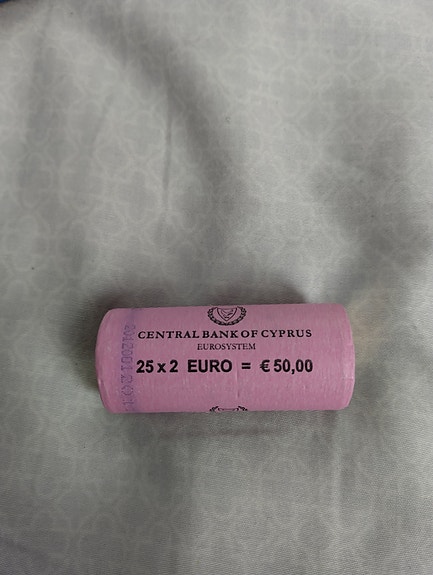 CENTRAL BANK OF CYPRUS
EUROSYSTEM
25 x 2 EURO = € 50,00